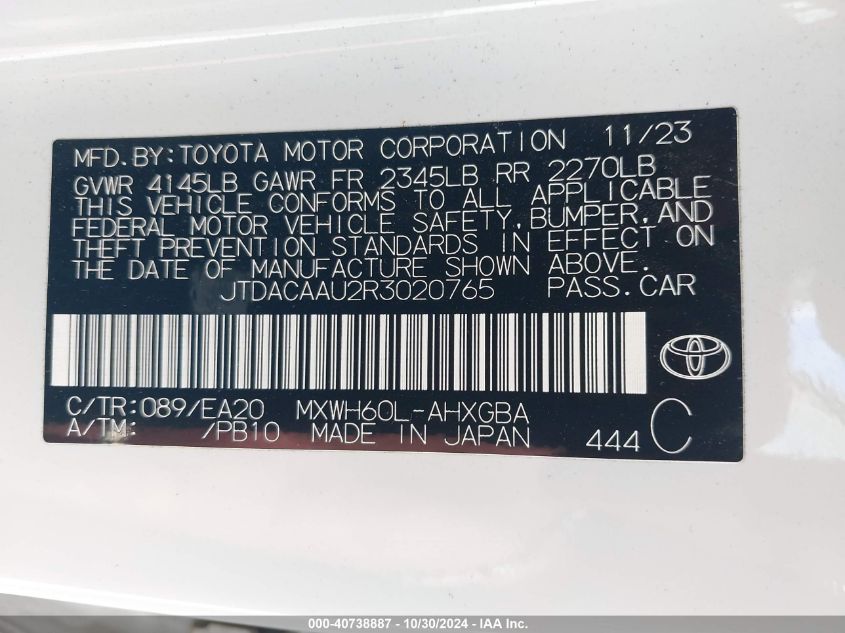 MFD.BY:TOYOTA MOTOR CORPORATION 11/23
GVWR 4145LB GAWR FR 2345LB RR 2270LB
THIS VEHICLE CONFORMS TO ALL APPLICABLE
FEDERAL MOTOR VEHICLE SAFETY,BUMPER,AND
THEFT PREVENTION STANDARDS IN EFFECT ON
THE DATE OF MANUFACTURE SHOWN ABOVE.
JTDACAAU2R3020765 PASS.CAR
C/TR:089/EA20 MXWH60L-AHXGBA
A/TM: /PB10 MADE IN JAPAN 444 C
000-40738887 - 10/30/2024 - IAA Inc.